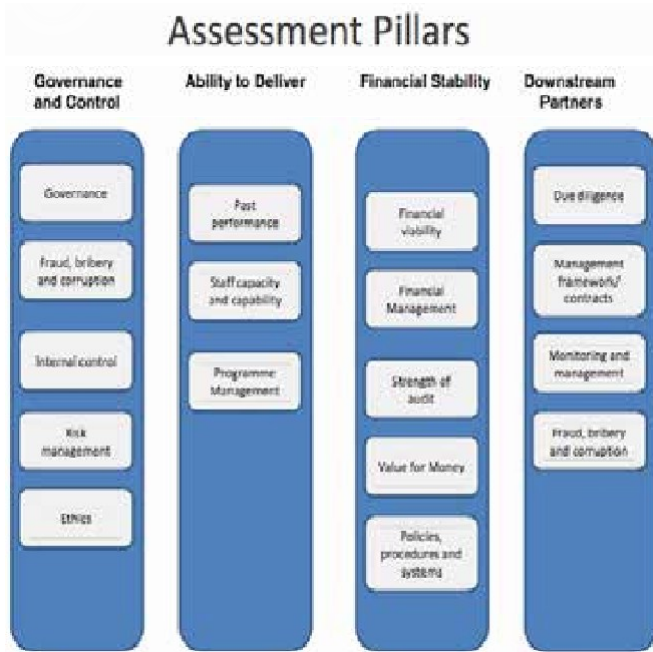 Assessment Pillars
Governance
and Control
Governance
Fraud, bribery
and corruption
Internal control
Risk
management
Ethics
Ability to Deliver
Past
performance
Staff capacity
and capability
Programme
Management
Financial Stability
Financial
viability
Financial
Management
Strength of
audit
Value for Money
Policies,
procedures and
systems
Downstream
Partners
Due diligence
Management
framework/
contracts
Monitoring and
management
Fraud, bribery
and corruption